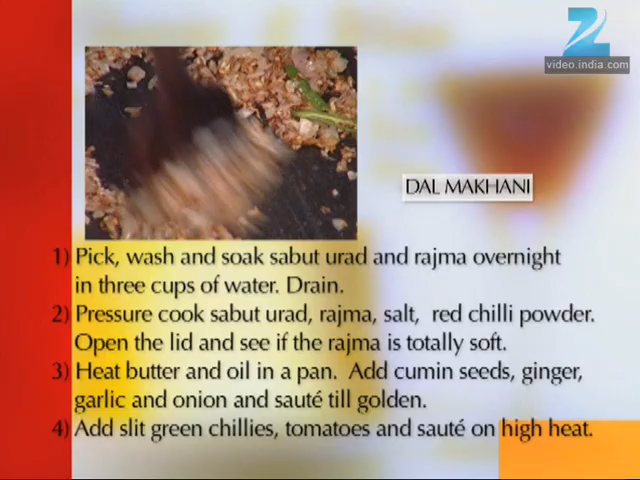 Z
video.india.com
DAL MAKHANI
1) Pick, wash and soak sabut urad and rajma overnight
in three cups of water. Drain.
2) Pressure cook sabut urad, rajma, salt, red chilli powder.
Open the lid and see if the rajma is totally soft.
3) Heat butter and oil in a pan. Add cumin seeds, ginger,
garlic and onion and sauté till golden.
4) Add slit green chillies, tomatoes and sauté on high heat.